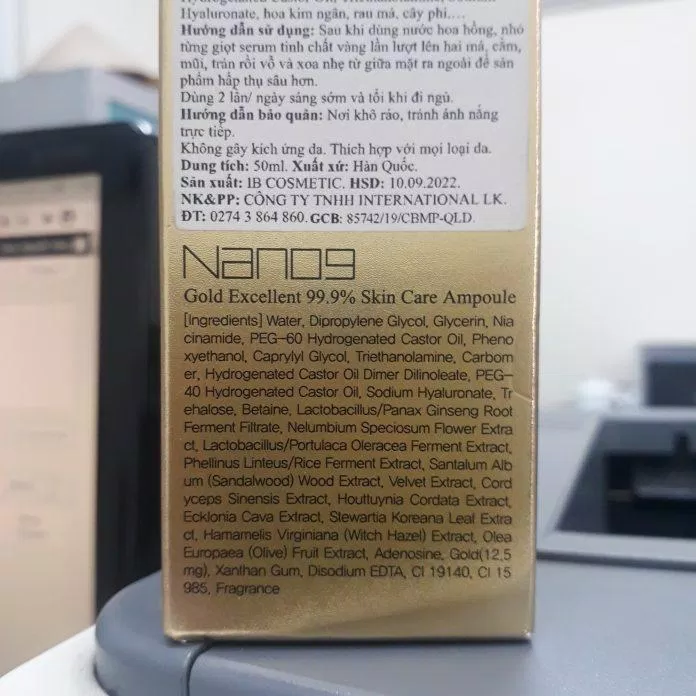 Hyaluronate, hoa kim ngân, rau má, cây phỉ,...
Hướng dẫn sử dụng: Sau khi dùng nước hoa hồng, nhỏ
từng giọt serum tinh chất vàng lần lượt lên hai má, cằm,
mũi, trán rồi vỗ và xoa nhẹ từ giữa mặt ra ngoài để sản
phẩm hấp thụ sâu hơn.
Dùng 2 lần/ ngày sáng sớm và tối khi đi ngủ.
Hướng dẫn bảo quản: Nơi khô ráo, tránh ánh nắng
trực tiếp.
Không gây kích ứng da. Thích hợp với mọi loại da.
Dung tích: 50ml. Xuất xứ: Hàn Quốc.
Sản xuất: IB COSMETIC. HSD: 10.09.2022.
NK&PP: CÔNG TY TNHH INTERNATIONAL LK.
ĐT: 0274 3 864 860. GCB: 85742/19/CBMP-QLD.
Nano9
Gold Excellent 99.9% Skin Care Ampoule
[Ingredients] Water, Dipropylene Glycol, Glycerin, Nia
cinamide, PEG-60 Hydrogenated Castor Oil, Pheno
xyethanol, Caprylyl Glycol, Triethanolamine, Carbom
er, Hydrogenated Castor Oil Dimer Dilinoleate, PEG-
40 Hydrogenated Castor Oil, Sodium Hyaluronate, Tr
ehalose, Betaine, Lactobacillus/Panax Ginseng Root
Ferment Filtrate, Nelumbium Speciosum Flower Extra
ct, Lactobacillus/Portulaca Oleracea Ferment Extract,
Phellinus Linteus/Rice Ferment Extract, Santalum Alb
um (Sandalwood) Wood Extract, Velvet Extract, Cord
yceps Sinensis Extract, Houttuynia Cordata Extract,
Ecklonia Cava Extract, Stewartia Koreana Leaf Extra
ct, Hamamelis Virginiana (Witch Hazel) Extract, Olea
Europaea (Olive) Fruit Extract, Adenosine, Gold(12.5
mg), Xanthan Gum, Disodium EDTA, CI 19140, CI 15
985, Fragrance